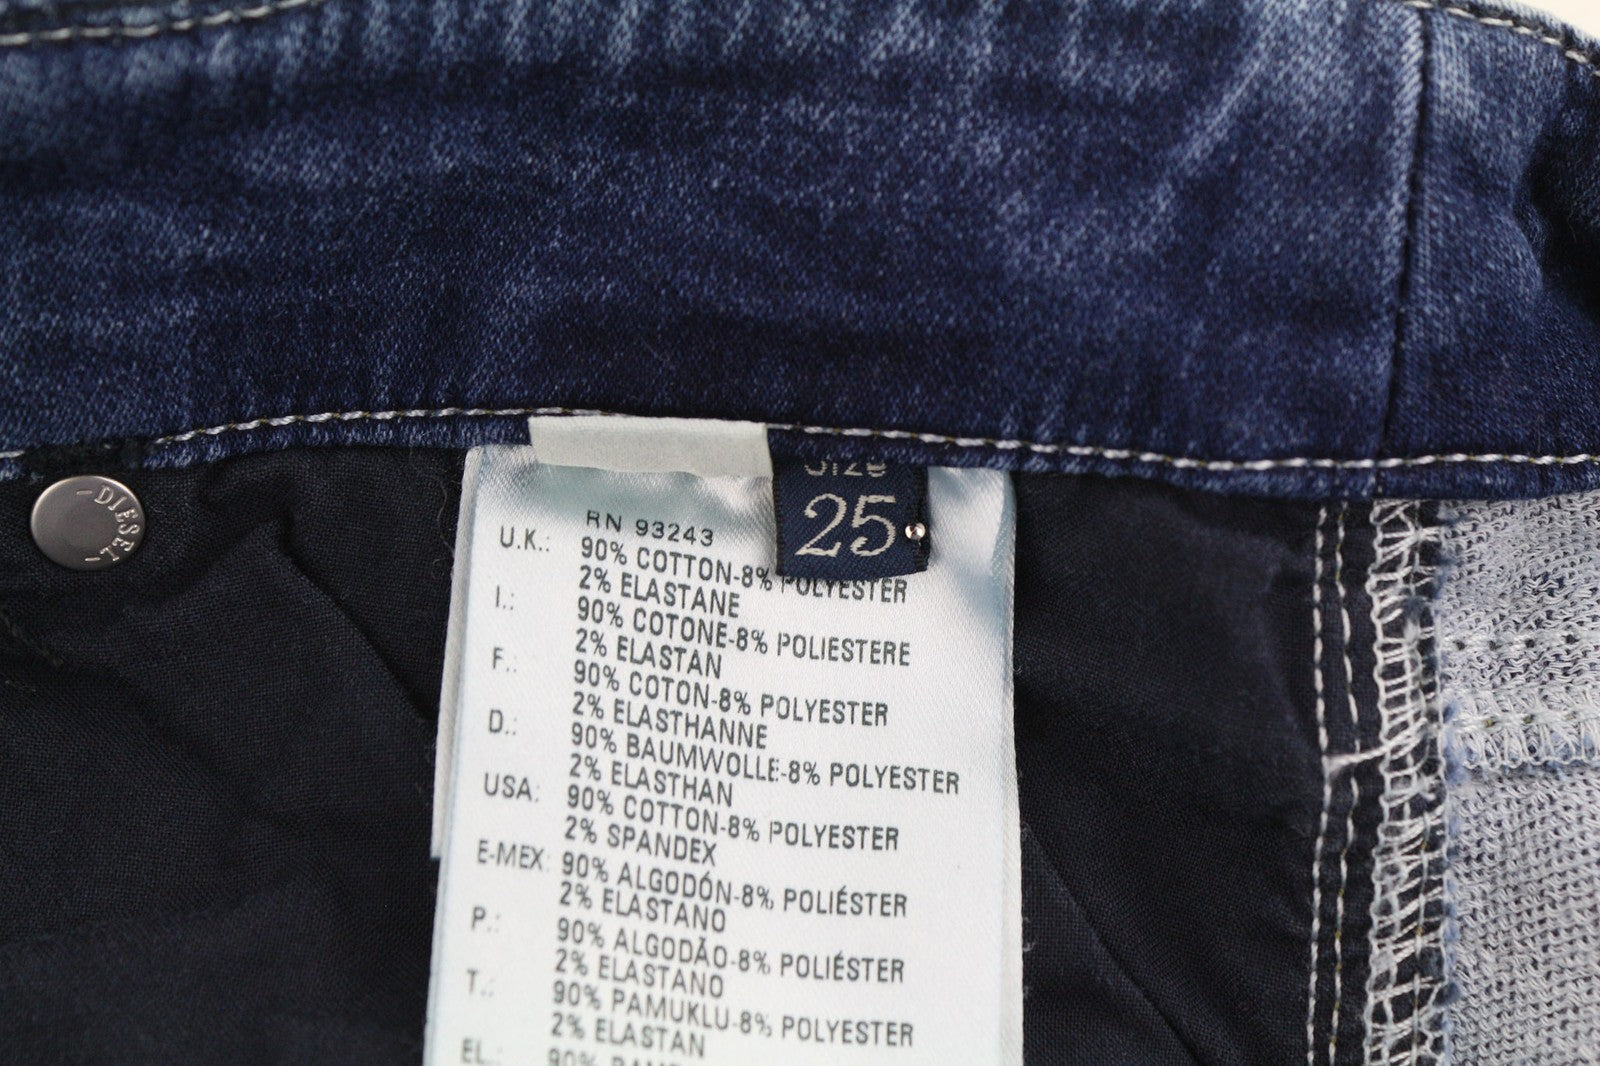 -DIESEL-
Size
25
RN 93243
U.K.: 90% COTTON-8% POLYESTER
2% ELASTANE
I.: 90% COTONE-8% POLIESTERE
2% ELASTAN
F.: 90% COTON-8% POLYESTER
2% ELASTHANNE
D.: 90% BAUMWOLLE-8% POLYESTER
2% ELASTHAN
USA: 90% COTTON-8% POLYESTER
2% SPANDEX
E-MEX: 90% ALGODÓN-8% POLIÉSTER
2% ELASTANO
P.: 90% ALGODÃO-8% POLIÉSTER
2% ELASTANO
T.: 90% PAMUKLU-8% POLYESTER
2% ELASTAN
EL.: 90%